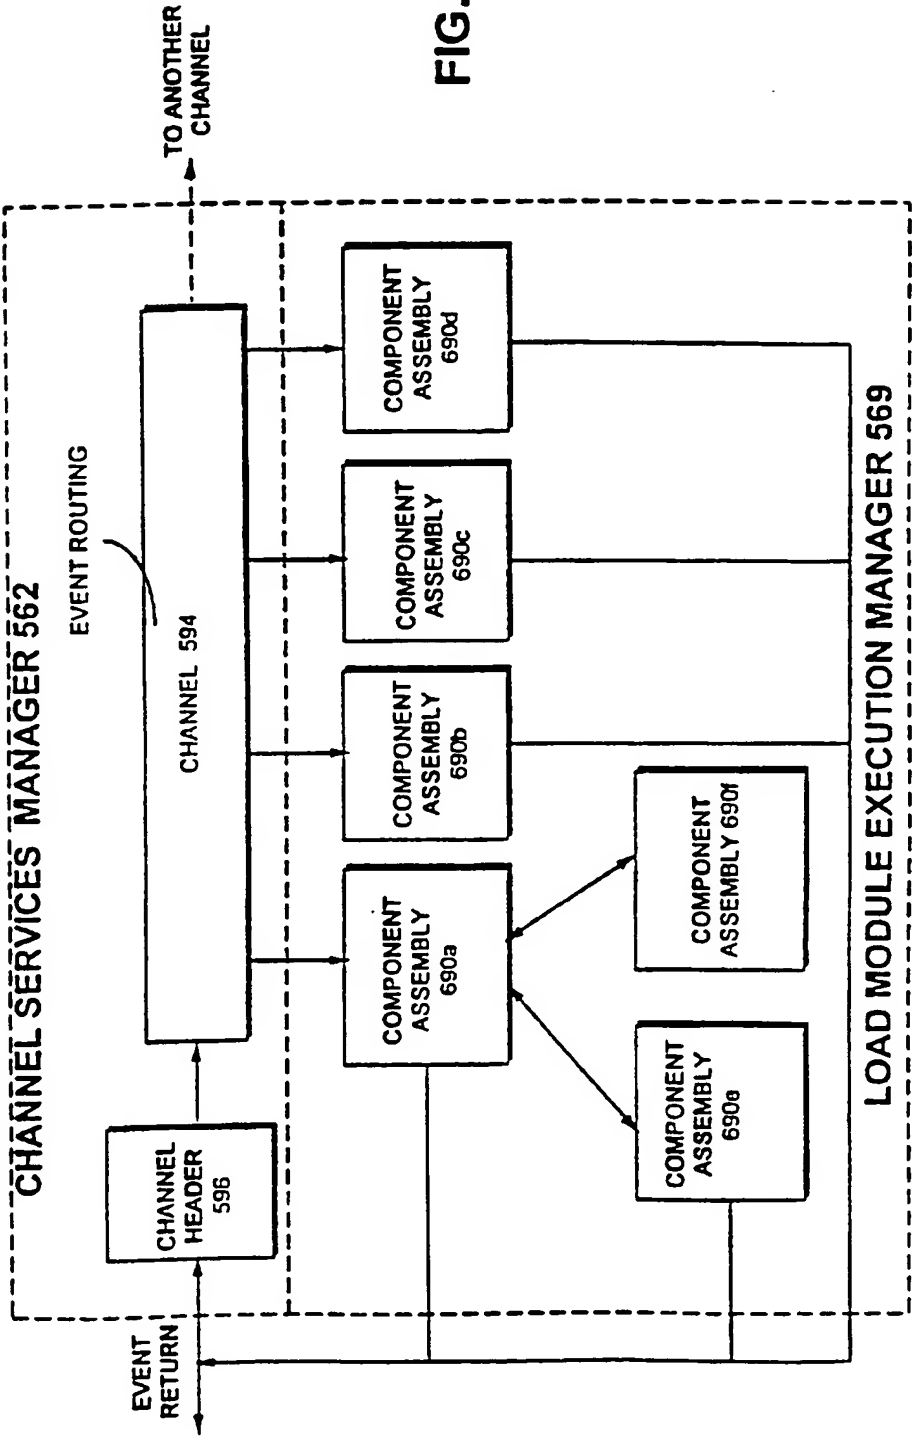 CHANNEL SERVICES MANAGER 562
EVENT ROUTING
TO ANOTHER
CHANNEL
CHANNEL 594
CHANNEL
HEADER
596
EVENT
RETURN
COMPONENT
ASSEMBLY
690a
COMPONENT
ASSEMBLY
690b
COMPONENT
ASSEMBLY
690c
COMPONENT
ASSEMBLY
690d
COMPONENT
ASSEMBLY
690e
COMPONENT
ASSEMBLY 690f
LOAD MODULE EXECUTION MANAGER 569
FIG.